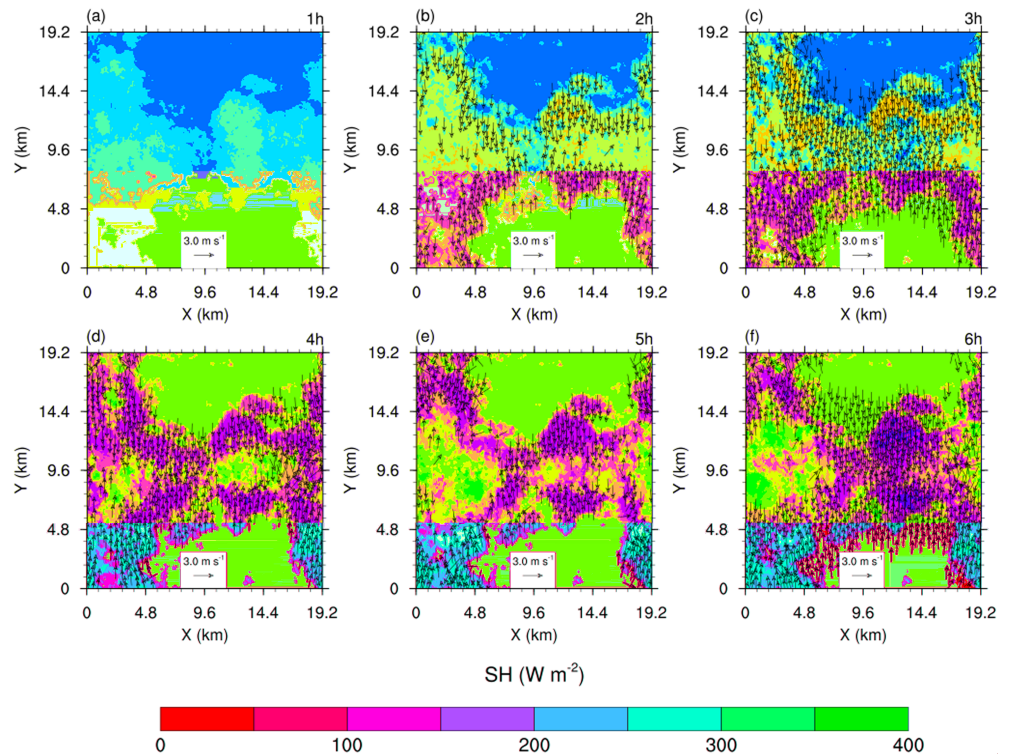 (a) 1h (b) 2h (c) 3h
19.2 19.2 19.2
14.4 14.4 14.4
Y (km) 9.6 Y (km) 9.6 Y (km) 9.6
4.8 4.8 4.8
3.0 m s-1 3.0 m s-1 3.0 m s-1
0 0 0
0 4.8 9.6 14.4 19.2 0 4.8 9.6 14.4 19.2 0 4.8 9.6 14.4 19.2
X (km) X (km) X (km)
(d) 4h (e) 5h (f) 6h
19.2 19.2 19.2
14.4 14.4 14.4
Y (km) 9.6 Y (km) 9.6 Y (km) 9.6
4.8 4.8 4.8
3.0 m s-1 3.0 m s-1 3.0 m s-1
0 0 0
0 4.8 9.6 14.4 19.2 0 4.8 9.6 14.4 19.2 0 4.8 9.6 14.4 19.2
X (km) X (km) X (km)
SH (W m-2)
0 100 200 300 400